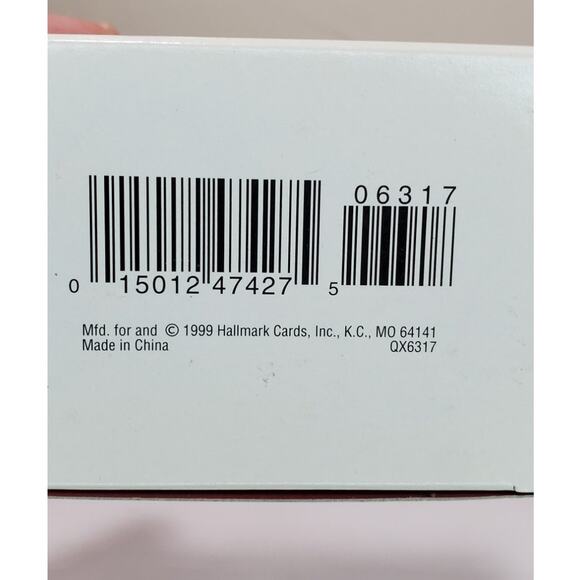 06317
0 15012 47427 5
Mfd. for and © 1999 Hallmark Cards, Inc., K.C., MO 64141
Made in China QX6317